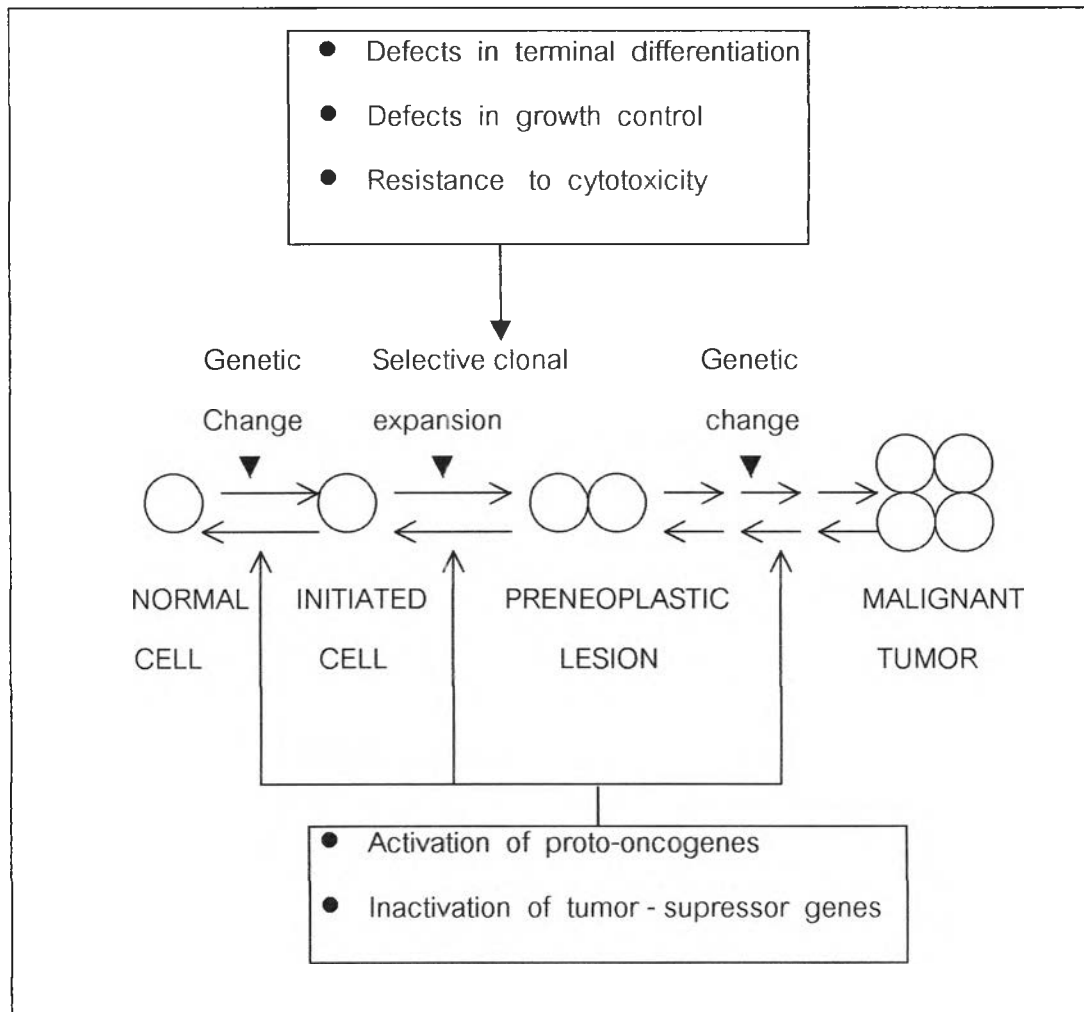 ● Defects in terminal differentiation
● Defects in growth control
● Resistance to cytotoxicity
Genetic Selective clonal Genetic
Change expansion change
NORMAL INITIATED PRENEOPLASTIC MALIGNANT
CELL CELL LESION TUMOR
● Activation of proto-oncogenes
● Inactivation of tumor - supressor genes